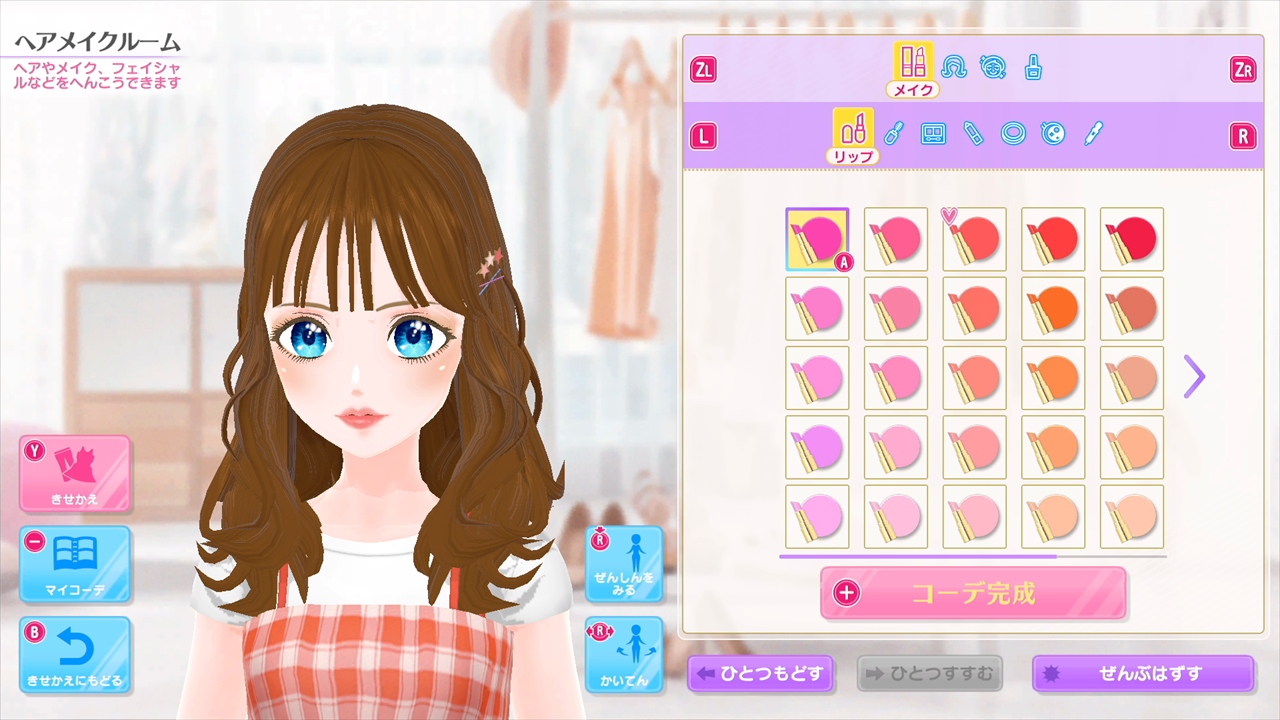 ヘアメイクルーム
ヘアやメイク、フェイシャ
ルなどをへんこうできます
ZL
メイク
ZR
L
リップ
R
A
Y
きせかえ
マイコーデ
B
きせかえにもどる
R
ぜんしんを
みる
R
かいてん
コーデ完成
ひとつもどす
ひとつすすむ
ぜんぶはずす